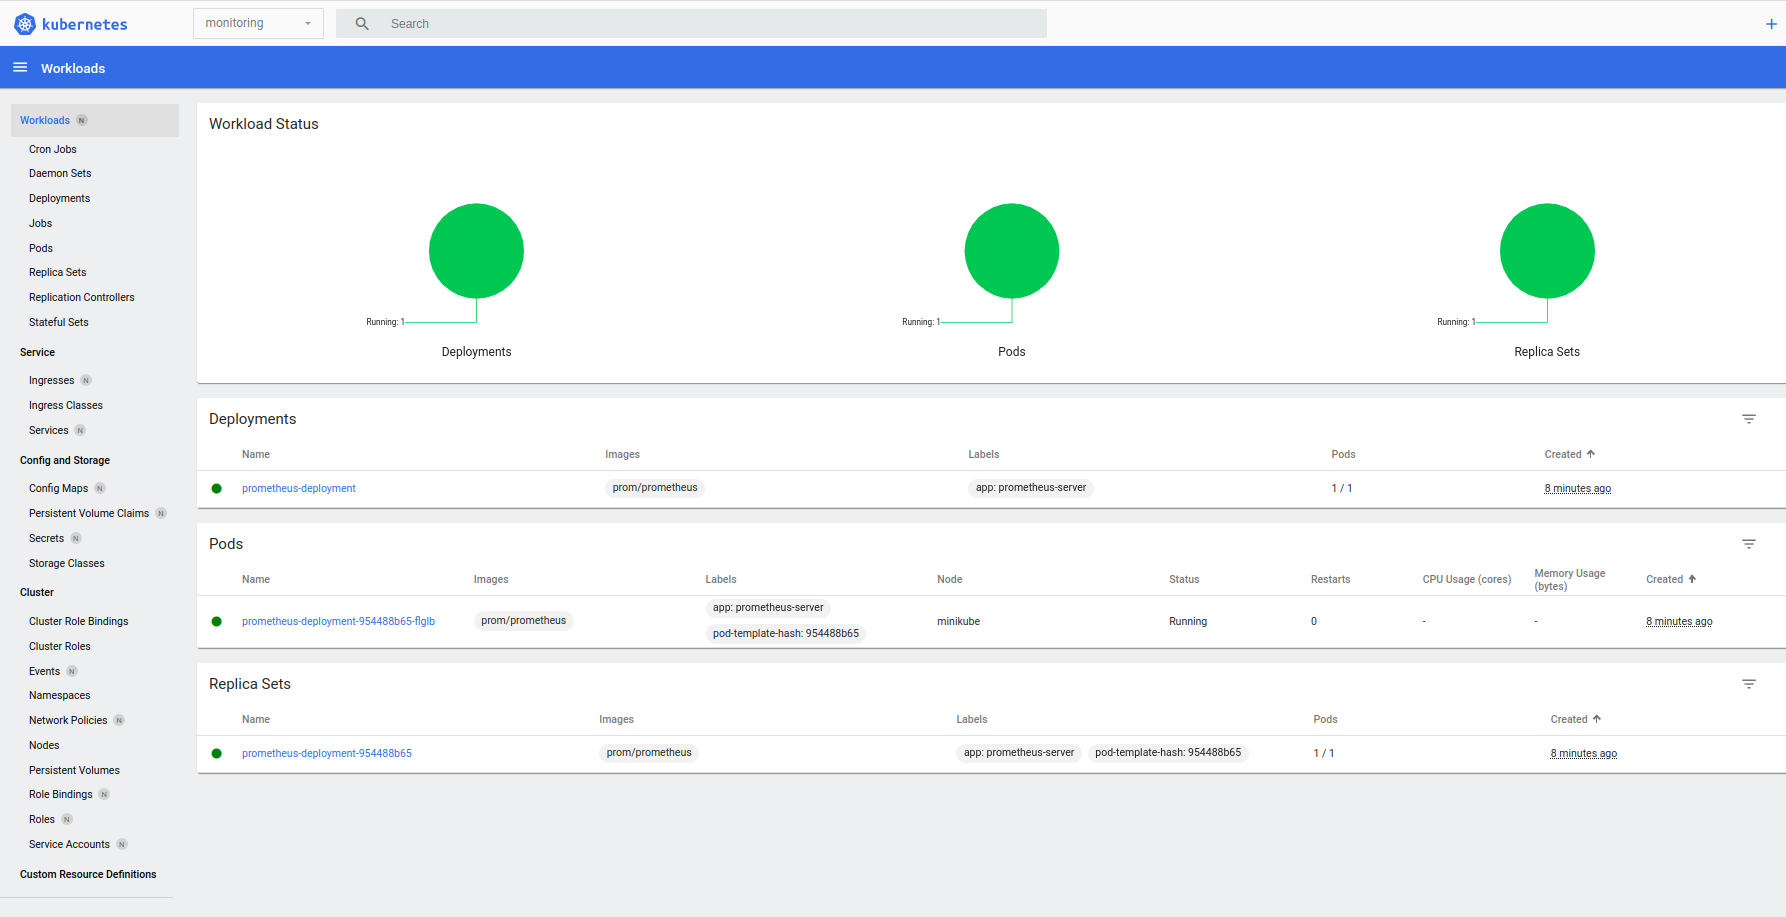 kubernetes
monitoring
Search
Workloads
Workloads N
Cron Jobs
Daemon Sets
Deployments
Jobs
Pods
Replica Sets
Replication Controllers
Stateful Sets
Service
Ingresses N
Ingress Classes
Services N
Config and Storage
Config Maps N
Persistent Volume Claims N
Secrets N
Storage Classes
Cluster
Cluster Role Bindings
Cluster Roles
Events N
Namespaces
Network Policies N
Nodes
Persistent Volumes
Role Bindings N
Roles N
Service Accounts N
Custom Resource Definitions
Workload Status
Running: 1
Deployments
Running: 1
Pods
Running: 1
Replica Sets
Deployments
Name Images Labels Pods Created
prometheus-deployment prom/prometheus app: prometheus-server 1 / 1 8 minutes ago
Pods
Name Images Labels Node Status Restarts CPU Usage (cores) Memory Usage (bytes) Created
prometheus-deployment-954488b65-flglb prom/prometheus app: prometheus-server pod-template-hash: 954488b65 minikube Running 0 - - 8 minutes ago
Replica Sets
Name Images Labels Pods Created
prometheus-deployment-954488b65 prom/prometheus app: prometheus-server pod-template-hash: 954488b65 1 / 1 8 minutes ago